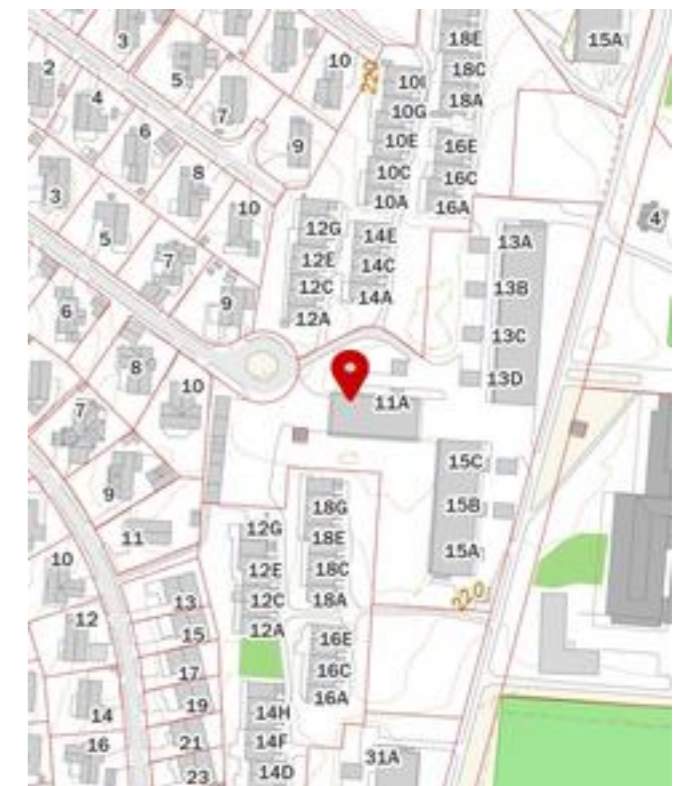 3
18E
15A
2
5
10
220
10I
18C
4
7
10G
18A
6
9
10E
16E
8
10C
16C
3
10
10A
16A
4
5
12G
14E
13A
7
12E
14C
12C
14A
13B
6
9
12A
13C
8
10
13D
11A
7
15C
9
18G
15B
11
12G
18E
15A
10
12E
18C
13
12C
18A
22.0
12
15
12A
16E
17
16C
14
19
14H
16A
16
21
14F
31A
23
14D